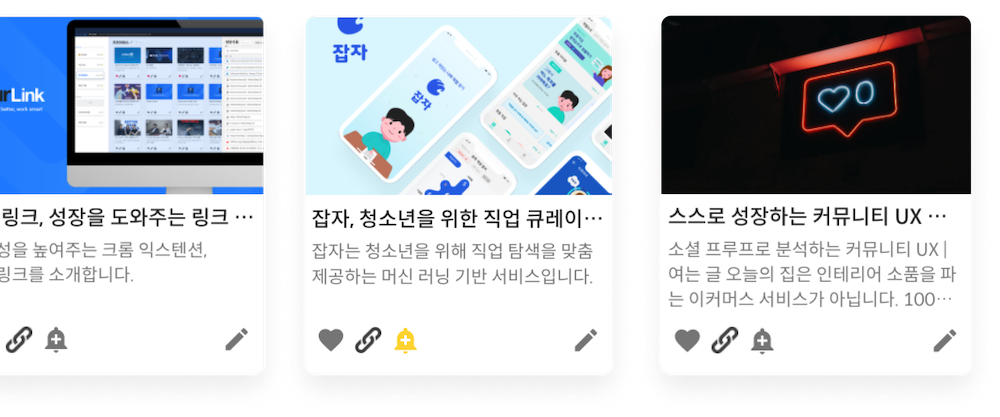 rLink
better, work smart
링크, 성장을 도와주는 링크 ⋯
성을 높여주는 크롬 익스텐션,
링크를 소개합니다.
잡자
잡자
잡자, 청소년을 위한 직업 큐레이⋯
잡자는 청소년을 위해 직업 탐색을 맞춤
제공하는 머신 러닝 기반 서비스입니다.
0
스스로 성장하는 커뮤니티 UX ⋯
소셜 프루프로 분석하는 커뮤니티 UX |
여는 글 오늘의 집은 인테리어 소품을 파
는 이커머스 서비스가 아닙니다. 100⋯